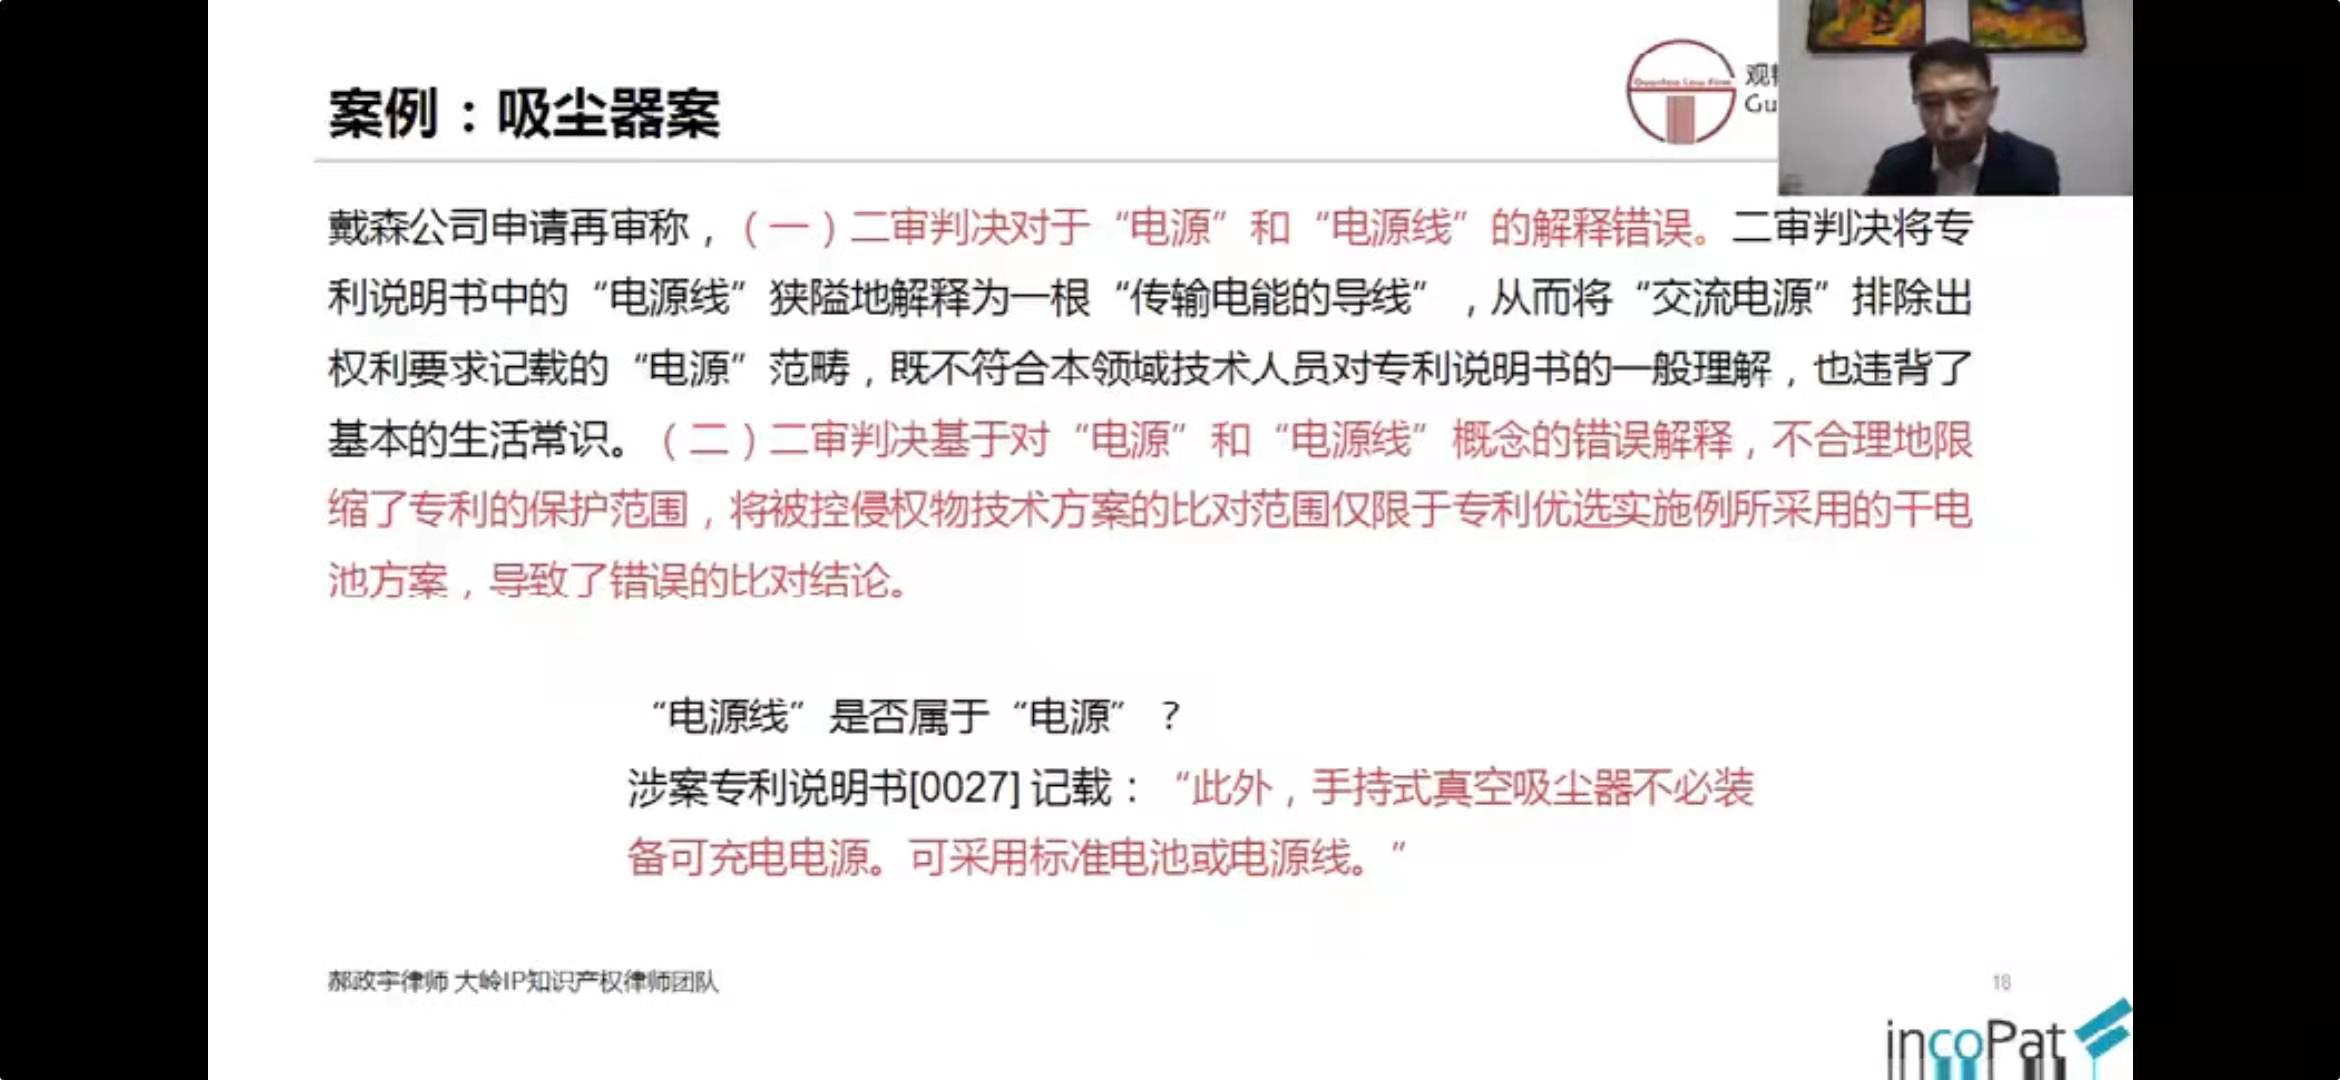 案例：吸尘器案
Guantao Law Firm
观
Gu
戴森公司申请再审称，（一）二审判决对于“电源”和“电源线”的解释错误。二审判决将专
利说明书中的“电源线”狭隘地解释为一根“传输电能的导线”，从而将“交流电源”排除出
权利要求记载的“电源”范畴，既不符合本领域技术人员对专利说明书的一般理解，也违背了
基本的生活常识。（二）二审判决基于对“电源”和“电源线”概念的错误解释，不合理地限
缩了专利的保护范围，将被控侵权物技术方案的比对范围仅限于专利优选实施例所采用的干电
池方案，导致了错误的比对结论。
“电源线”是否属于“电源”？
涉案专利说明书[0027] 记载：“此外，手持式真空吸尘器不必装
备可充电电源。可采用标准电池或电源线。”
郝政宇律师 大岭IP知识产权律师团队
18
incoPat